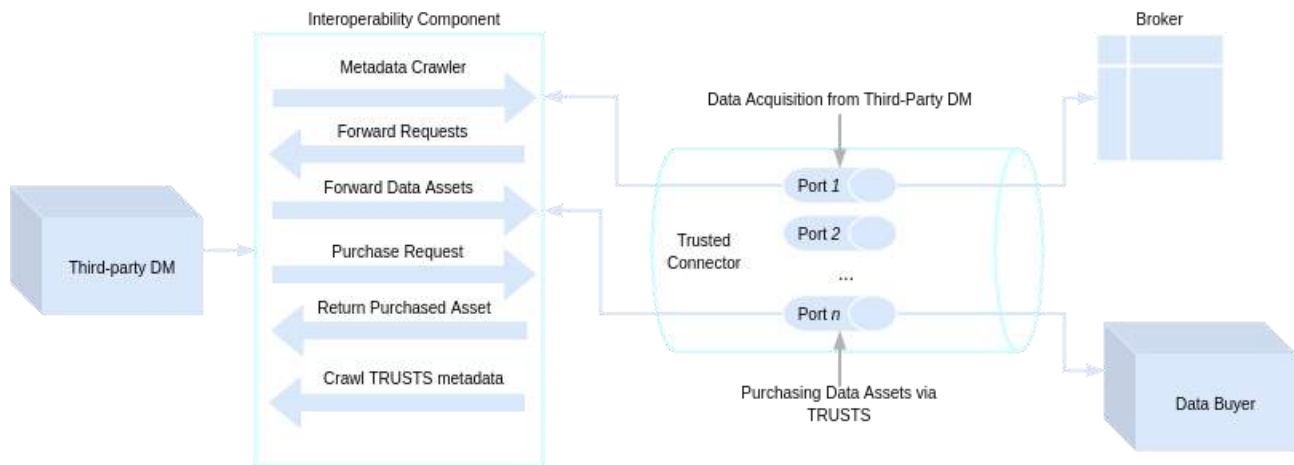 Interoperability Component
Broker
Metadata Crawler
Data Acquisition from Third-Party DM
Forward Requests
Forward Data Assets
Port 1
Port 2
Trusted
Connector
...
Purchase Request
Third-party DM
Return Purchased Asset
Port n
Crawl TRUSTS metadata
Purchasing Data Assets via
TRUSTS
Data Buyer